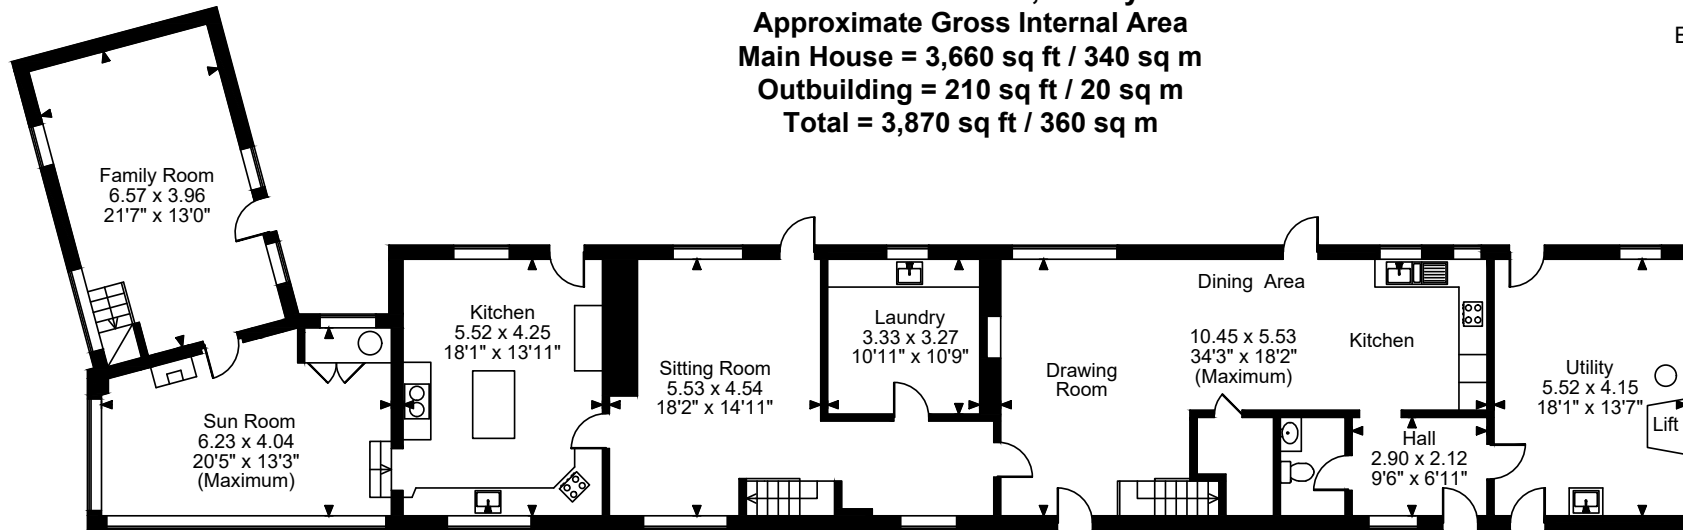 Approximate Gross Internal Area
Main House = 3,660 sq ft / 340 sq m
Outbuilding = 210 sq ft / 20 sq m
Total = 3,870 sq ft / 360 sq m
Family Room
6.57 x 3.96
21'7" x 13'0"
Sun Room
6.23 x 4.04
20'5" x 13'3"
(Maximum)
Kitchen
5.52 x 4.25
18'1" x 13'11"
Sitting Room
5.53 x 4.54
18'2" x 14'11"
Laundry
3.33 x 3.27
10'11" x 10'9"
Drawing
Room
Dining Area
10.45 x 5.53
34'3" x 18'2"
(Maximum)
Kitchen
Hall
2.90 x 2.12
9'6" x 6'11"
Utility
5.52 x 4.15
18'1" x 13'7"
Lift